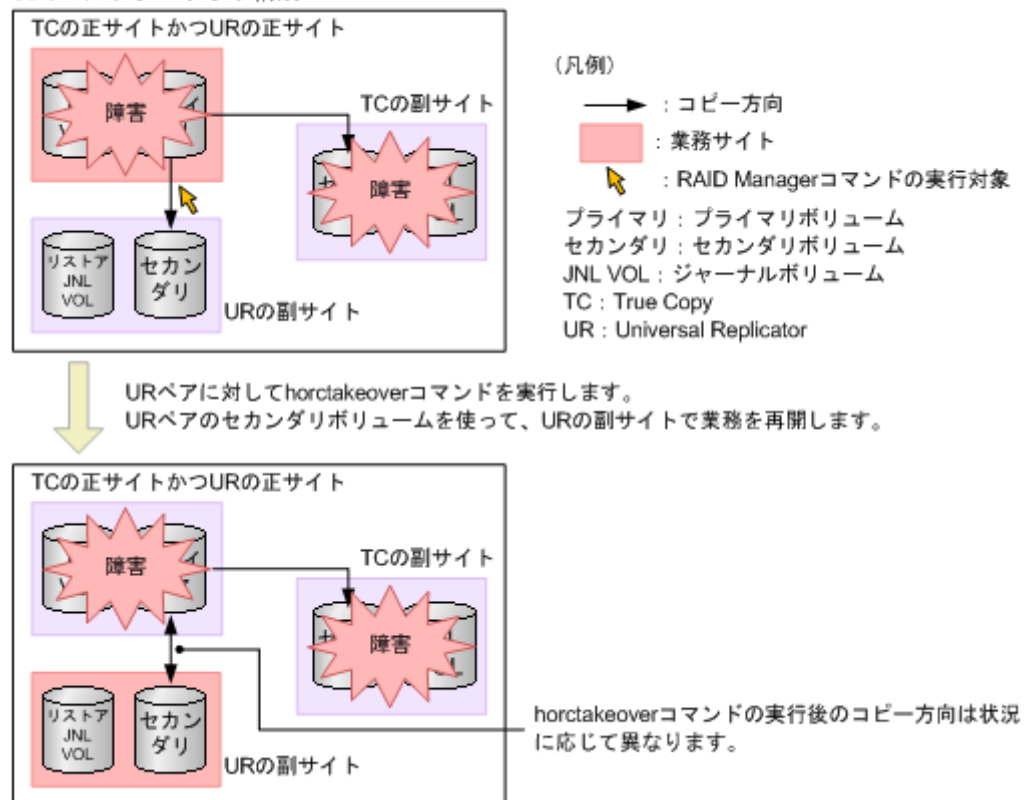 TCの正サイトかつURの正サイト
障害
TCの副サイト
障害
リストア
JNL
VOL
セカン
ダリ
URの副サイト
(凡例)
:コピー方向
:業務サイト
:RAID Managerコマンドの実行対象
プライマリ:プライマリボリューム
セカンダリ:セカンダリボリューム
JNL VOL:ジャーナルボリューム
TC:True Copy
UR:Universal Replicator
URペアに対してhorctakeoverコマンドを実行します。
URペアのセカンダリボリュームを使って、URの副サイトで業務を再開します。
TCの正サイトかつURの正サイト
障害
TCの副サイト
障害
リストア
JNL
VOL
セカン
ダリ
URの副サイト
horctakeoverコマンドの実行後のコピー方向は状況
に応じて異なります。